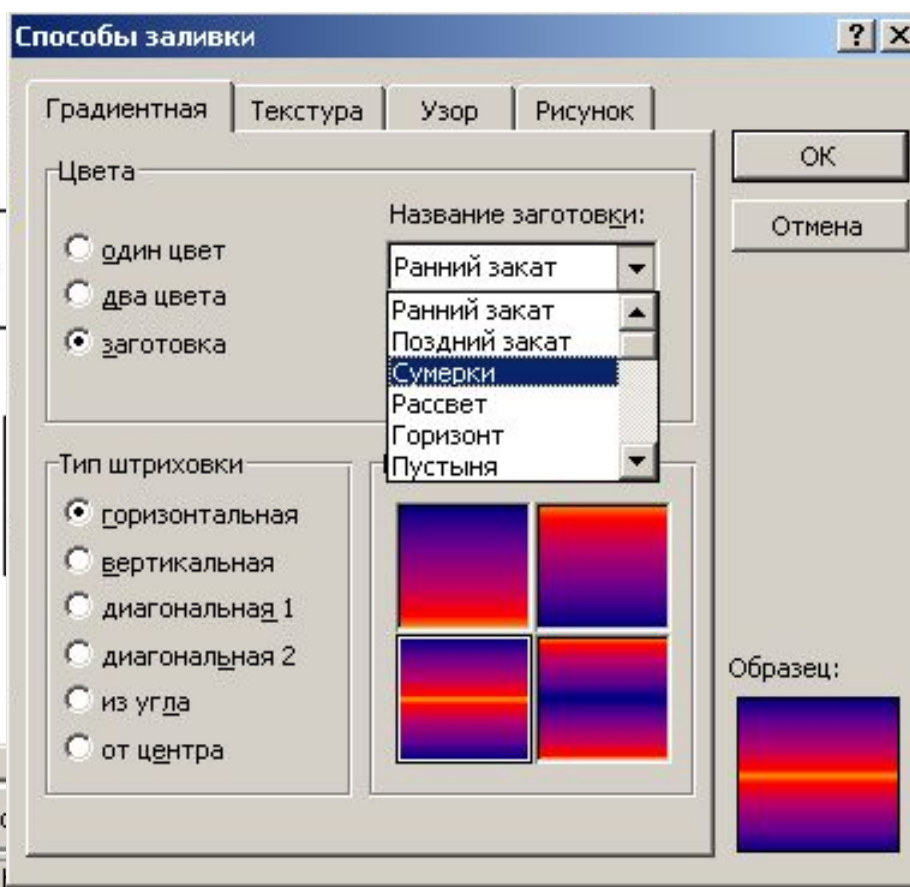 Способы заливки
Градиентная Текстура Узор Рисунок
ОК
Отмена
Цвета
один цвет
два цвета
заготовка
Название заготовки:
Ранний закат
Ранний закат
Поздний закат
Сумерки
Рассвет
Горизонт
Пустыня
Тип штриховки
горизонтальная
вертикальная
диагональная 1
диагональная 2
из угла
от центра
Образец: